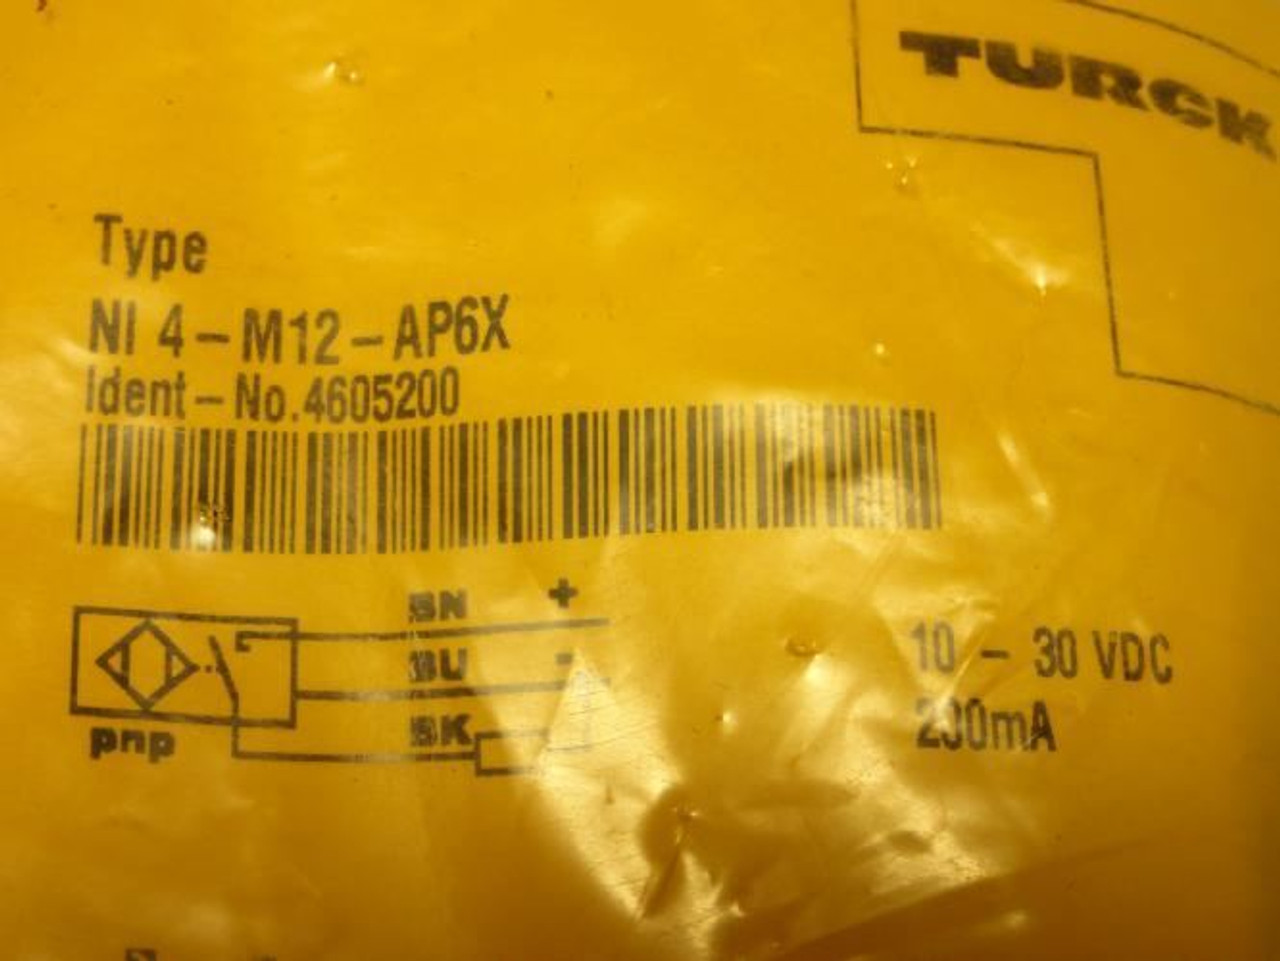 TURCK
Type
NI 4-M12-AP6X
Ident-No.4605200
BN +
BU -
BK
pnp
10 - 30 VDC
200mA